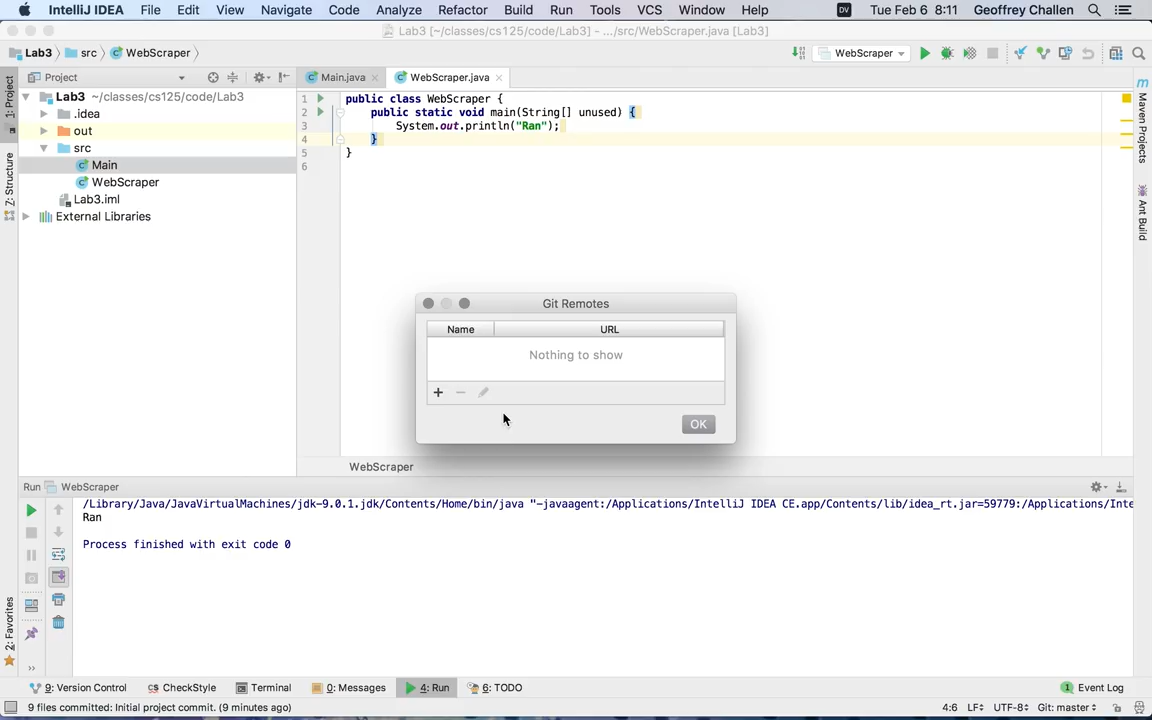 IntelliJ IDEA File Edit View Navigate Code Analyze Refactor Build Run Tools VCS Window Help DV Tue Feb 6 8:11 Geoffrey Challen
Lab3 [~/classes/cs125/code/Lab3] - .../src/WebScraper.java [Lab3]
Lab3 src WebScraper WebScraper
Project Main.java WebScraper.java
1: Project
Z: Structure
2: Favorites
Maven Projects
Ant Build
Lab3 ~/classes/cs125/code/Lab3
.idea
out
src
Main
WebScraper
Lab3.iml
External Libraries
1 public class WebScraper {
2 public static void main(String[] unused) {
3 System.out.println("Ran");
4 }
5 }
6
Git Remotes
Name URL
Nothing to show
OK
WebScraper
Run WebScraper
/Library/Java/JavaVirtualMachines/jdk-9.0.1.jdk/Contents/Home/bin/java "-javaagent:/Applications/IntelliJ IDEA CE.app/Contents/lib/idea_rt.jar=59779:/Applications/Inte
Ran
Process finished with exit code 0
9: Version Control CheckStyle Terminal 0: Messages 4: Run 6: TODO 1 Event Log
9 files committed: Initial project commit. (9 minutes ago) 4:6 LF UTF-8 Git: master